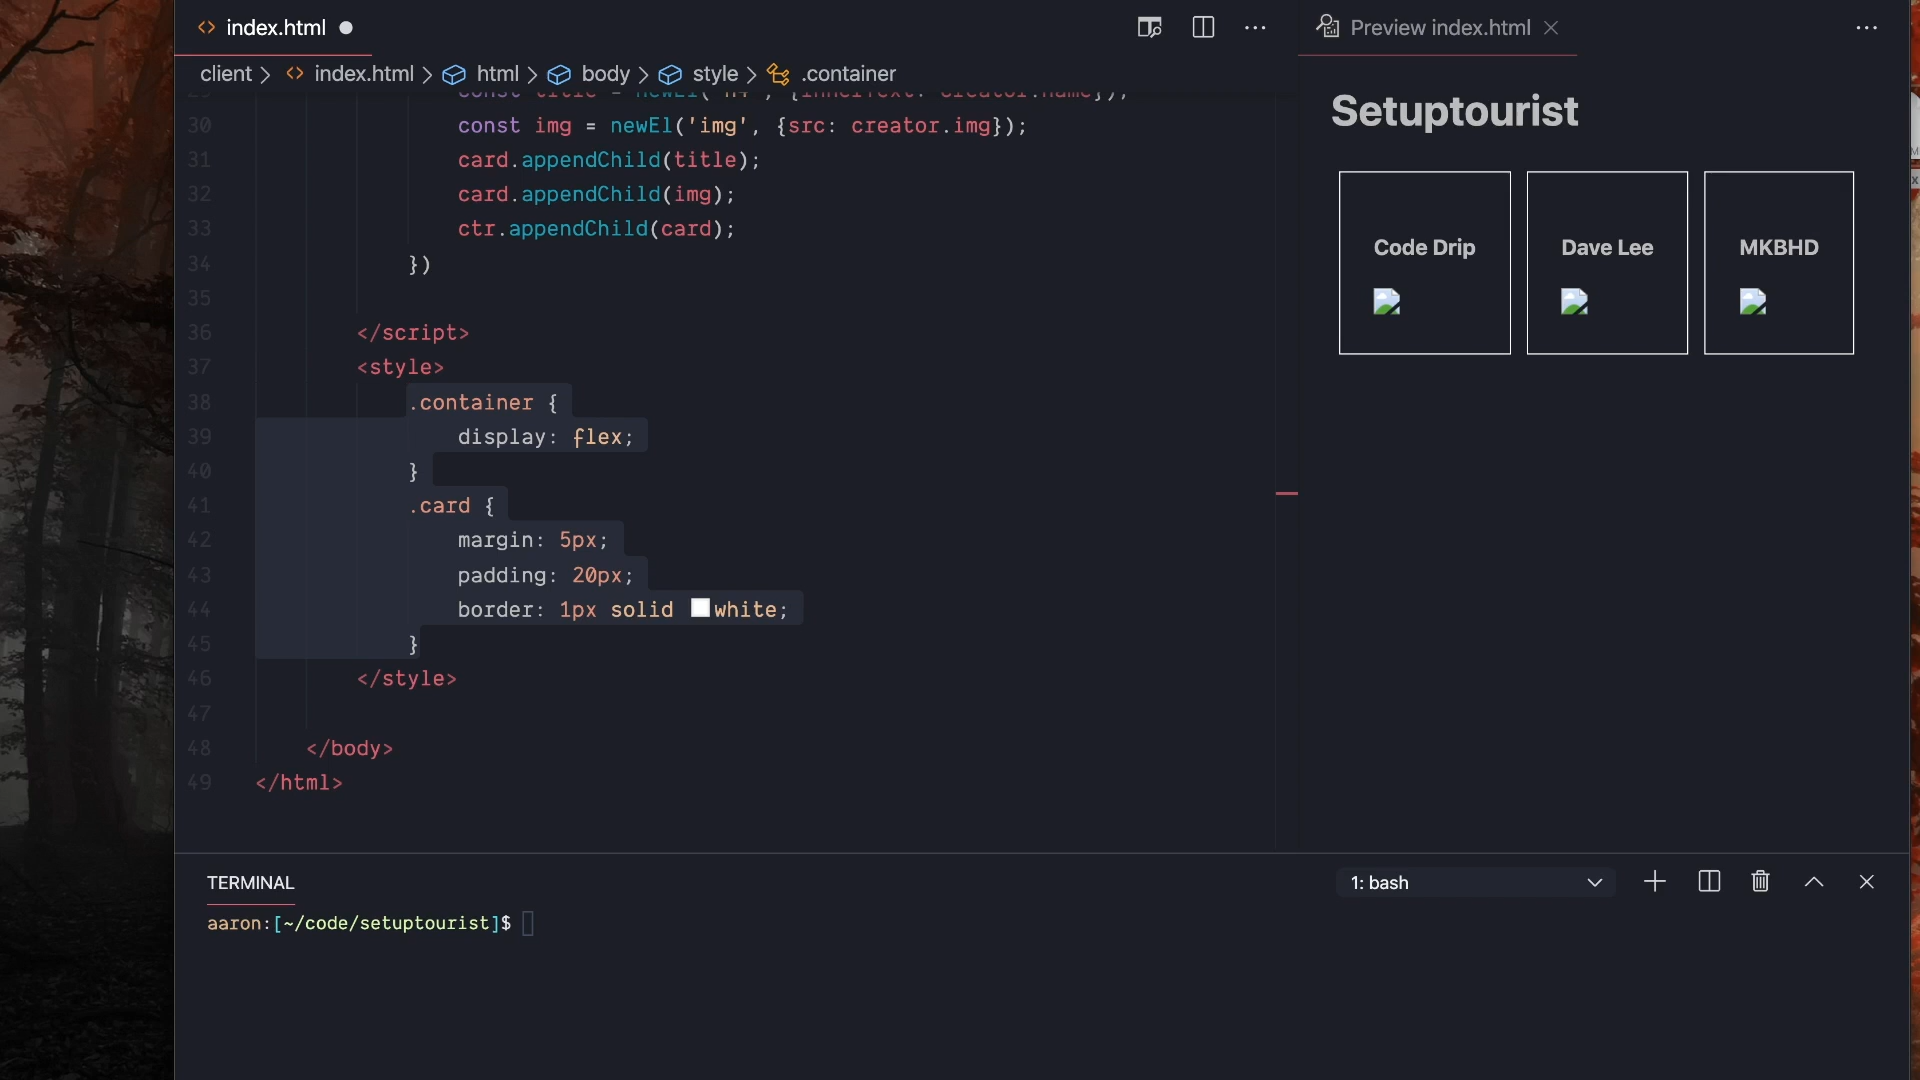 index.html
Preview index.html
client > index.html > html > body > style > .container
30 const img = newEl('img', {src: creator.img});
31 card.appendChild(title);
32 card.appendChild(img);
33 ctr.appendChild(card);
34 })
35
36 </script>
37 <style>
38 .container {
39 display: flex;
40 }
41 .card {
42 margin: 5px;
43 padding: 20px;
44 border: 1px solid white;
45 }
46 </style>
47
48 </body>
49 </html>
Setuptourist
Code Drip
Dave Lee
MKBHD
TERMINAL
1: bash
aaron:[~/code/setuptourist]$